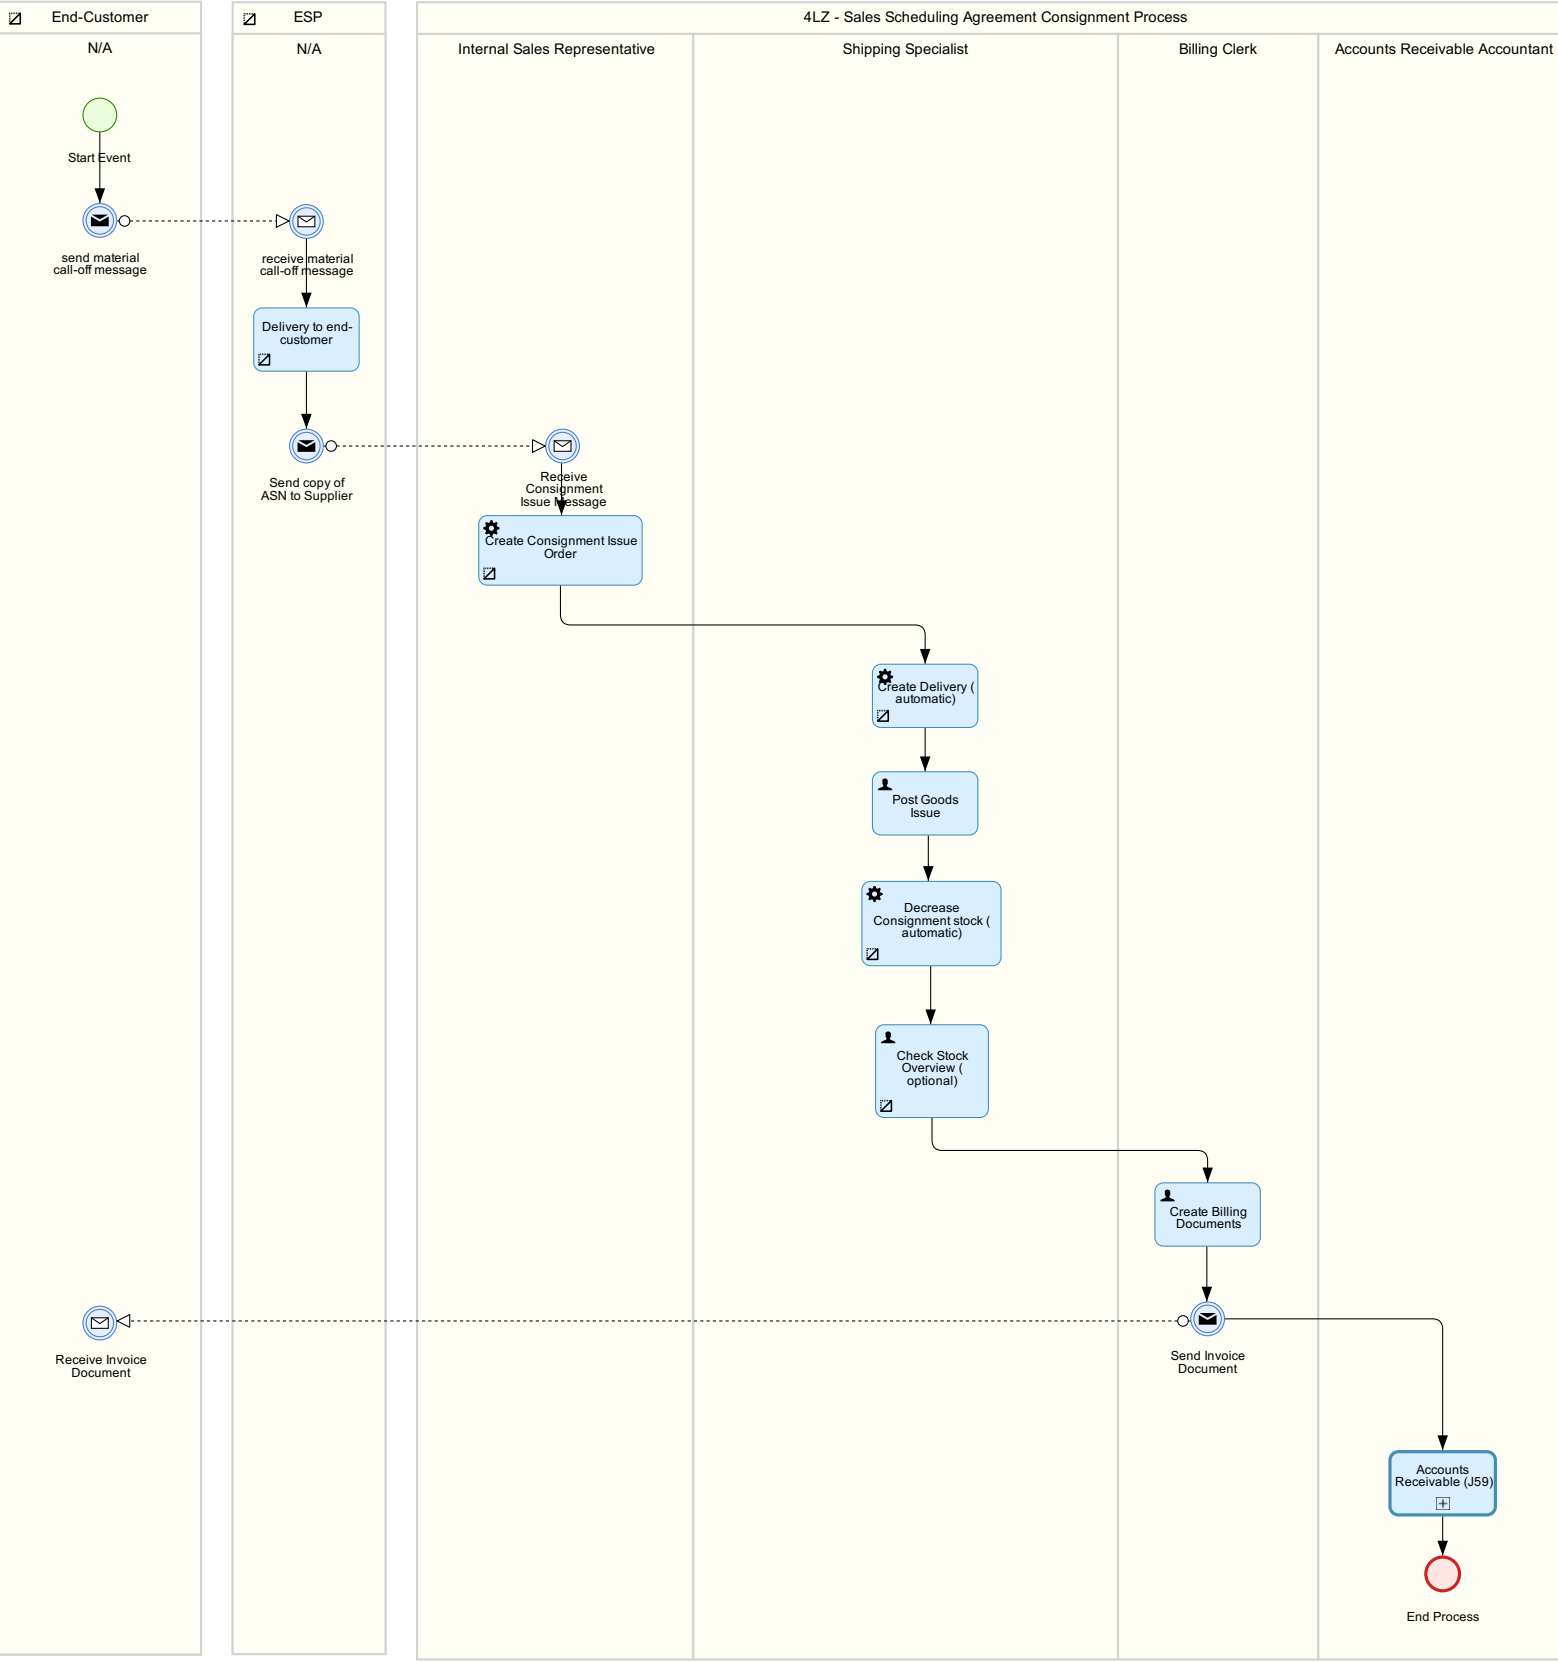 End-Customer
ESP
4LZ - Sales Scheduling Agreement Consignment Process
N/A
N/A
Internal Sales Representative
Shipping Specialist
Billing Clerk
Accounts Receivable Accountant
Start Event
send material
call-off message
receive material
call-off message
Delivery to end-
customer
Send copy of
ASN to Supplier
Receive
Consignment
Issue Message
Create Consignment Issue
Order
Create Delivery (
automatic)
Post Goods
Issue
Decrease
Consignment stock (
automatic)
Check Stock
Overview (
optional)
Create Billing
Documents
Receive Invoice
Document
Send Invoice
Document
Accounts
Receivable (J59)
End Process